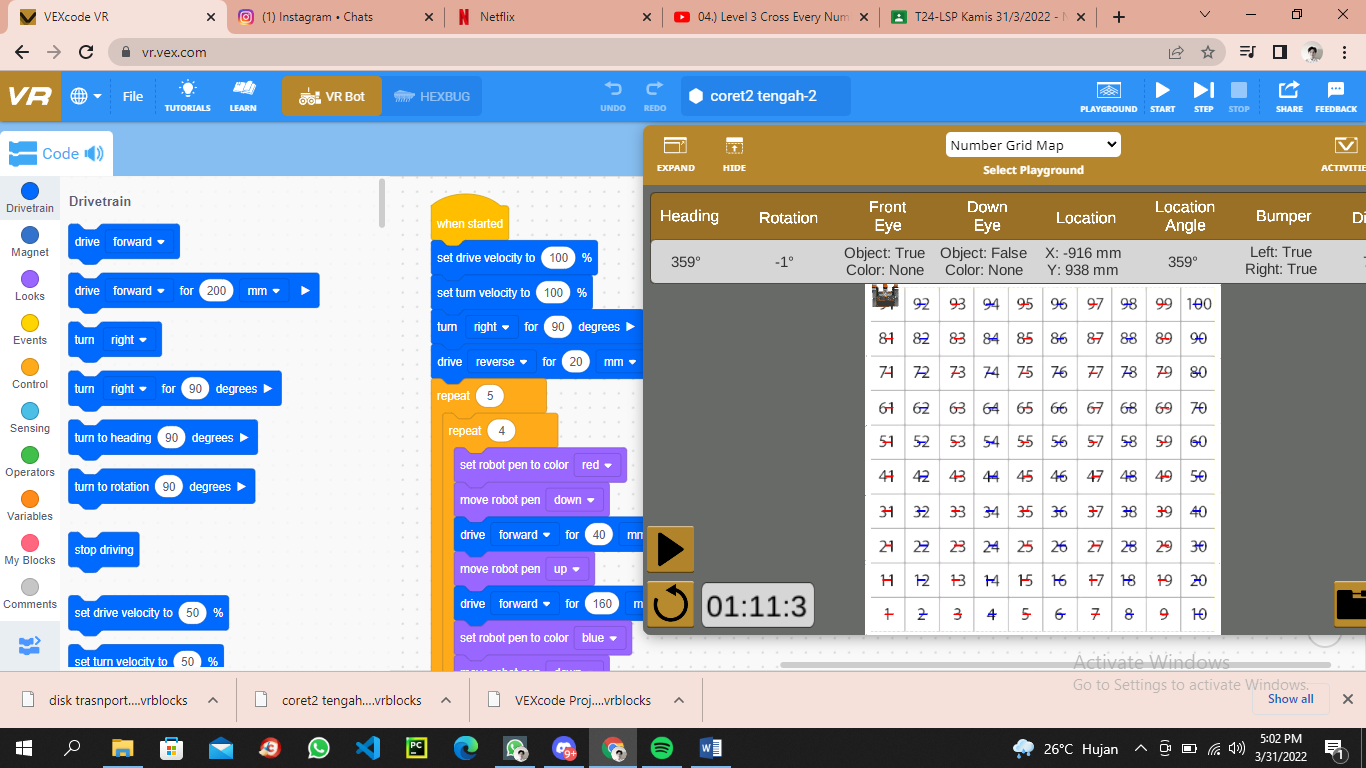 VEXcode VR
(1) Instagram • Chats
Netflix
04.) Level 3 Cross Every Num
T24-LSP Kamis 31/3/2022 - N
vr.vex.com
VR
File
TUTORIALS
LEARN
VR Bot
HEXBUG
UNDO
REDO
coret2 tengah-2
PLAYGROUND
START
STEP
STOP
SHARE
FEEDBACK
Code
Drivetrain
Magnet
Looks
Events
Control
Sensing
Operators
Variables
My Blocks
Comments
Drivetrain
drive forward
drive forward for 200 mm
turn right
turn right for 90 degrees
turn to heading 90 degrees
turn to rotation 90 degrees
stop driving
set drive velocity to 50 %
set turn velocity to 50 %
when started
set drive velocity to 100 %
set turn velocity to 100 %
turn right for 90 degrees
drive reverse for 20 mm
repeat 5
repeat 4
set robot pen to color red
move robot pen down
drive forward for 40 mm
move robot pen up
drive forward for 160 m
set robot pen to color blue
move robot pen down
EXPAND
HIDE
Number Grid Map
Select Playground
ACTIVITIE
Heading Rotation Front Eye Down Eye Location Location Angle Bumper Di
359° -1° Object: True Object: False X: -916 mm 359° Left: True
Color: None Color: None Y: 938 mm Right: True
91 92 93 94 95 96 97 98 99 100
81 82 83 84 85 86 87 88 89 90
71 72 73 74 75 76 77 78 79 80
61 62 63 64 65 66 67 68 69 70
51 52 53 54 55 56 57 58 59 60
41 42 43 44 45 46 47 48 49 50
31 32 33 34 35 36 37 38 39 40
21 22 23 24 25 26 27 28 29 30
11 12 13 14 15 16 17 18 19 20
1 2 3 4 5 6 7 8 9 10
01:11:3
Activate Windows
Go to Settings to activate Windows.
disk trasnport....vrblocks
coret2 tengah....vrblocks
VEXcode Proj....vrblocks
Show all
PC
9+
26°C Hujan
5:02 PM
3/31/2022
1